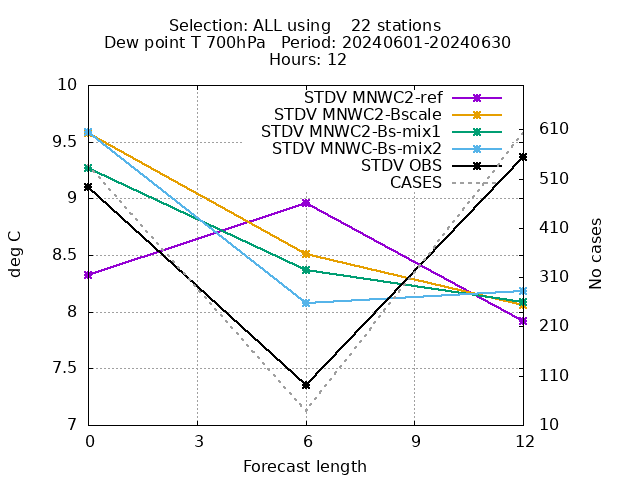 Selection: ALL using    22 stations
Dew point T 700hPa   Period: 20240601-20240630
Hours: 12
STDV MNWC2-ref
STDV MNWC2-Bscale
STDV MNWC2-Bs-mix1
STDV MNWC-Bs-mix2
STDV OBS
CASES
deg C
10
9.5
9
8.5
8
7.5
7
610
510
410
310
210
110
10
No cases
0 3 6 9 12
Forecast length